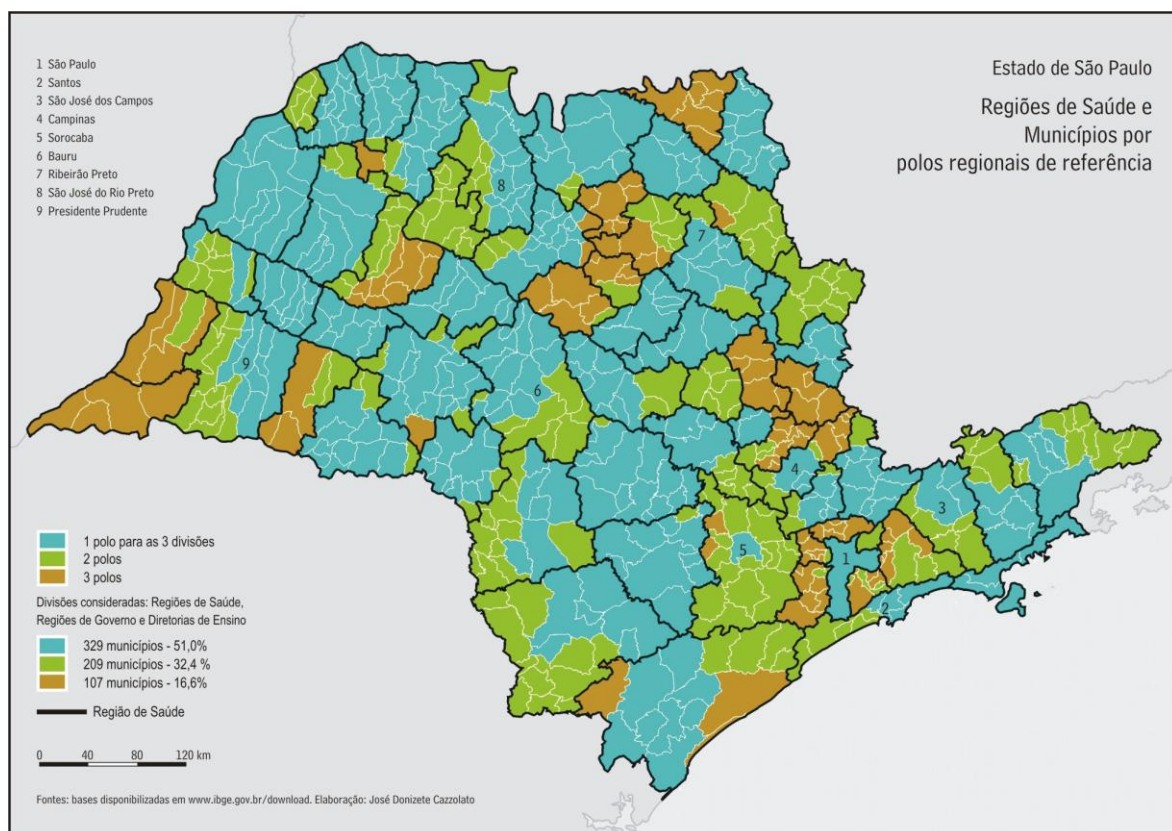 1 São Paulo
2 Santos
3 São José dos Campos
4 Campinas
5 Sorocaba
6 Bauru
7 Ribeirão Preto
8 São José do Rio Preto
9 Presidente Prudente
Estado de São Paulo
Regiões de Saúde e
Municípios por
polos regionais de referência
8
7
9
6
4
3
5
1
2
1 polo para as 3 divisões
2 polos
3 polos
Divisões consideradas: Regiões de Saúde,
Regiões de Governo e Diretorias de Ensino
329 municípios - 51,0%
209 municípios - 32,4 %
107 municípios - 16,6%
Região de Saúde
0 40 80 120 km
Fontes: bases disponibilizadas em www.ibge.gov.br/download. Elaboração: José Donizete Cazzolato